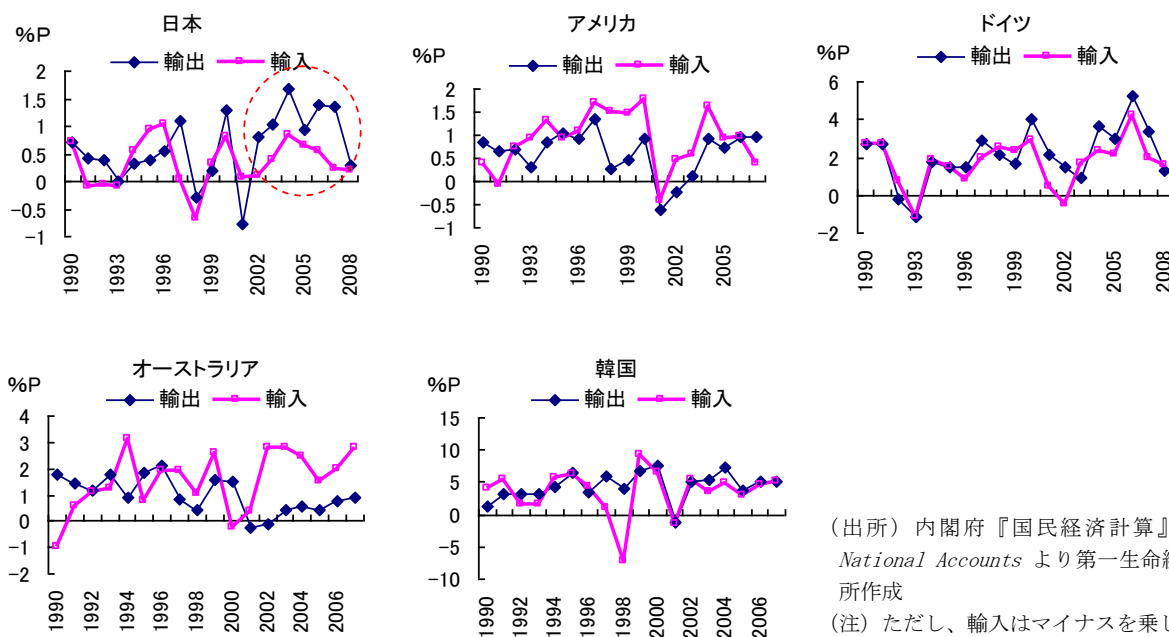 日本
%P
輸出 輸入
2
1.5
1
0.5
0
−0.5
−1
1990 1993 1996 1999 2002 2005 2008
アメリカ
%P
輸出 輸入
2
1.5
1
0.5
0
−0.5
−1
1990 1993 1996 1999 2002 2005
ドイツ
%P
輸出 輸入
6
4
2
0
−2
1990 1993 1996 1999 2002 2005 2008
オーストラリア
%P
輸出 輸入
4
3
2
1
0
−1
−2
1990 1992 1994 1996 1998 2000 2002 2004 2006
韓国
%P
輸出 輸入
15
10
5
0
−5
−10
1990 1992 1994 1996 1998 2000 2002 2004 2006
（出所）内閣府『国民経済計算』
National Accounts より第一生命経
所作成
（注）ただし、輸入はマイナスを乗じ